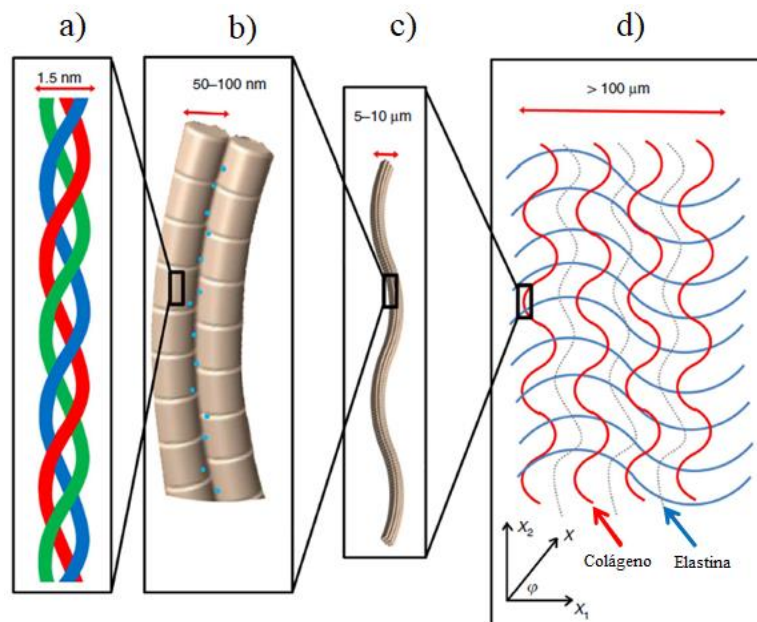 a)
b)
c)
d)
1.5 nm
50–100 nm
5–10 μm
> 100 μm
X₂
X
φ
X₁
Colágeno
Elastina